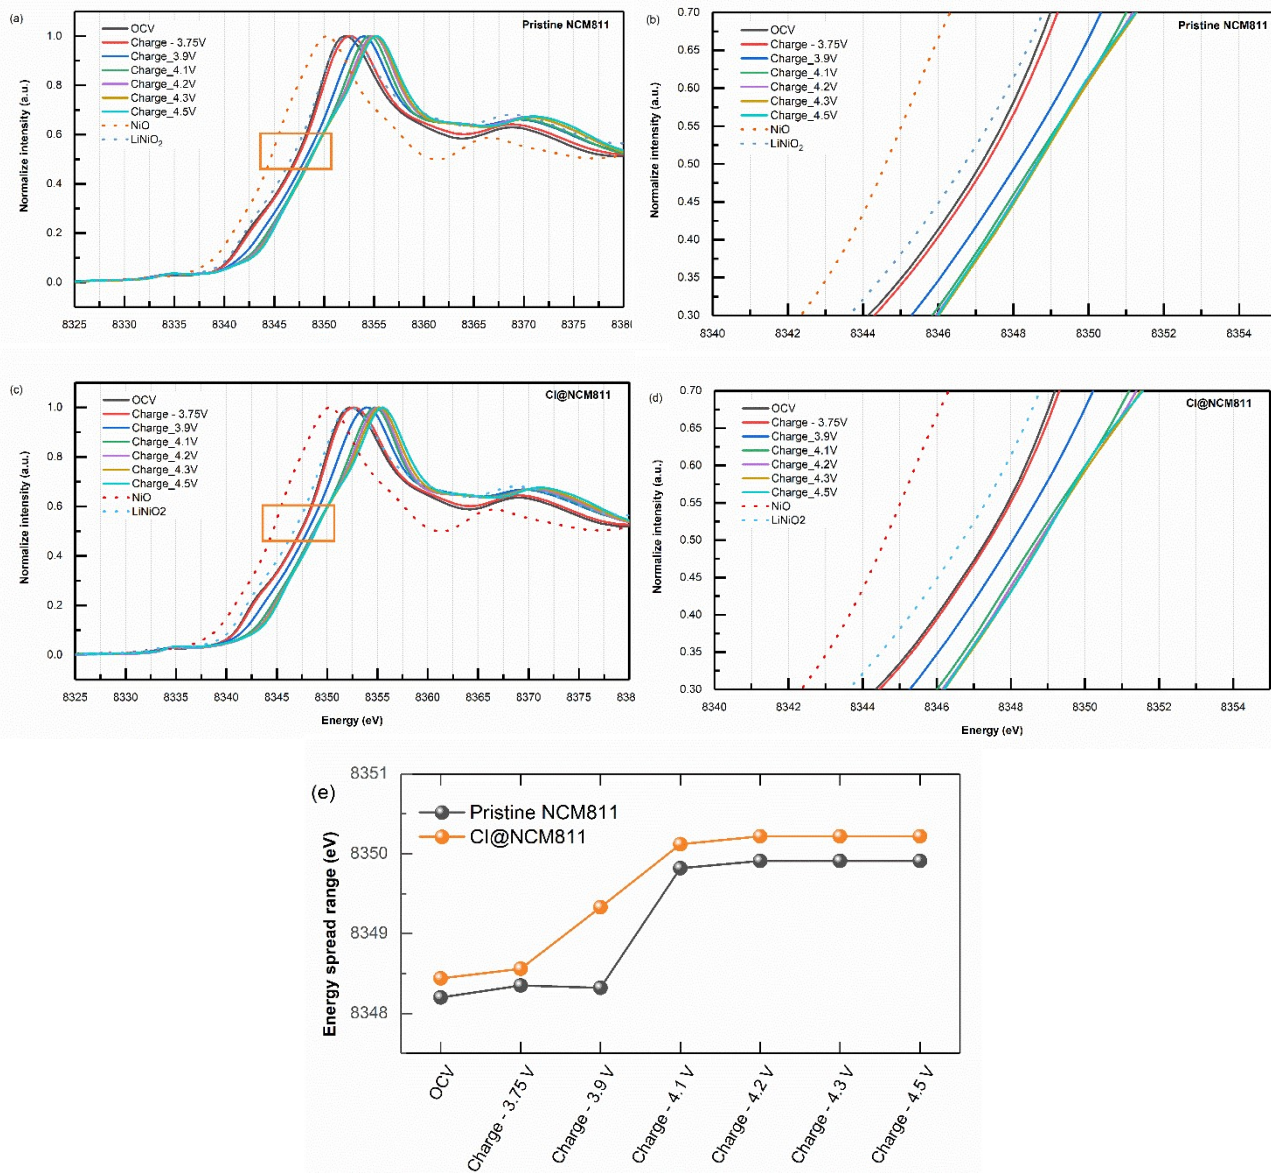 (a)
Pristine NCM811
OCV
Charge - 3.75V
Charge_3.9V
Charge_4.1V
Charge_4.2V
Charge_4.3V
Charge_4.5V
NiO
LiNiO2
Normalize intensity (a.u.)
1.0
0.8
0.6
0.4
0.2
0.0
8325 8330 8335 8340 8345 8350 8355 8360 8365 8370 8375 8380
(b)
Pristine NCM811
OCV
Charge - 3.75V
Charge_3.9V
Charge_4.1V
Charge_4.2V
Charge_4.3V
Charge_4.5V
NiO
LiNiO2
Normalize intensity (a.u.)
0.70
0.65
0.60
0.55
0.50
0.45
0.40
0.35
0.30
8340 8342 8344 8346 8348 8350 8352 8354
(c)
Cl@NCM811
OCV
Charge - 3.75V
Charge_3.9V
Charge_4.1V
Charge_4.2V
Charge_4.3V
Charge_4.5V
NiO
LiNiO2
Normalize intensity (a.u.)
1.0
0.8
0.6
0.4
0.2
0.0
8325 8330 8335 8340 8345 8350 8355 8360 8365 8370 8375 8380
Energy (eV)
(d)
Cl@NCM811
OCV
Charge - 3.75V
Charge_3.9V
Charge_4.1V
Charge_4.2V
Charge_4.3V
Charge_4.5V
NiO
LiNiO2
Normalize intensity (a.u.)
0.70
0.65
0.60
0.55
0.50
0.45
0.40
0.35
0.30
8340 8342 8344 8346 8348 8350 8352 8354
Energy (eV)
(e)
Pristine NCM811
Cl@NCM811
Energy spread range (eV)
8351
8350
8349
8348
OCV
Charge - 3.75 V
Charge - 3.9 V
Charge - 4.1 V
Charge - 4.2 V
Charge - 4.3 V
Charge - 4.5 V